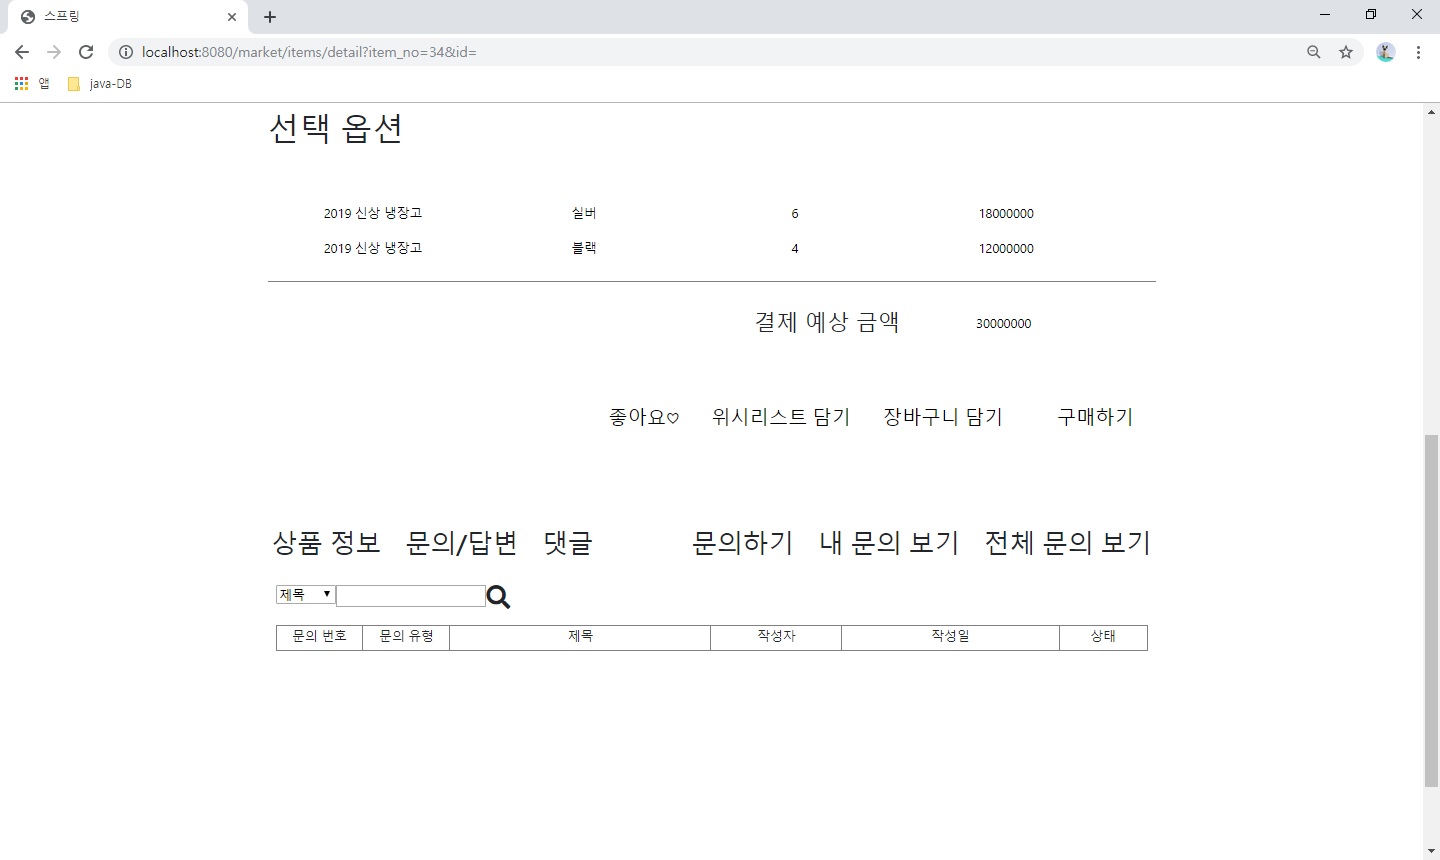 스프링
localhost:8080/market/items/detail?item_no=34&id=
앱 java-DB
선택 옵션
2019 신상 냉장고 실버 6 18000000
2019 신상 냉장고 블랙 4 12000000
결제 예상 금액 30000000
좋아요♡ 위시리스트 담기 장바구니 담기 구매하기
상품 정보 문의/답변 댓글 문의하기 내 문의 보기 전체 문의 보기
제목
문의 번호 문의 유형 제목 작성자 작성일 상태